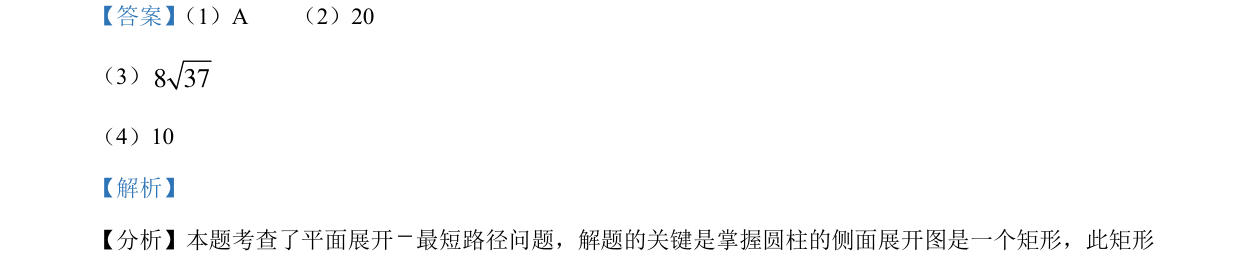 【答案】（1）A （2）20
（3）8√37
（4）10
【解析】
【分析】本题考查了平面展开－最短路径问题，解题的关键是掌握圆柱的侧面展开图是一个矩形，此矩形